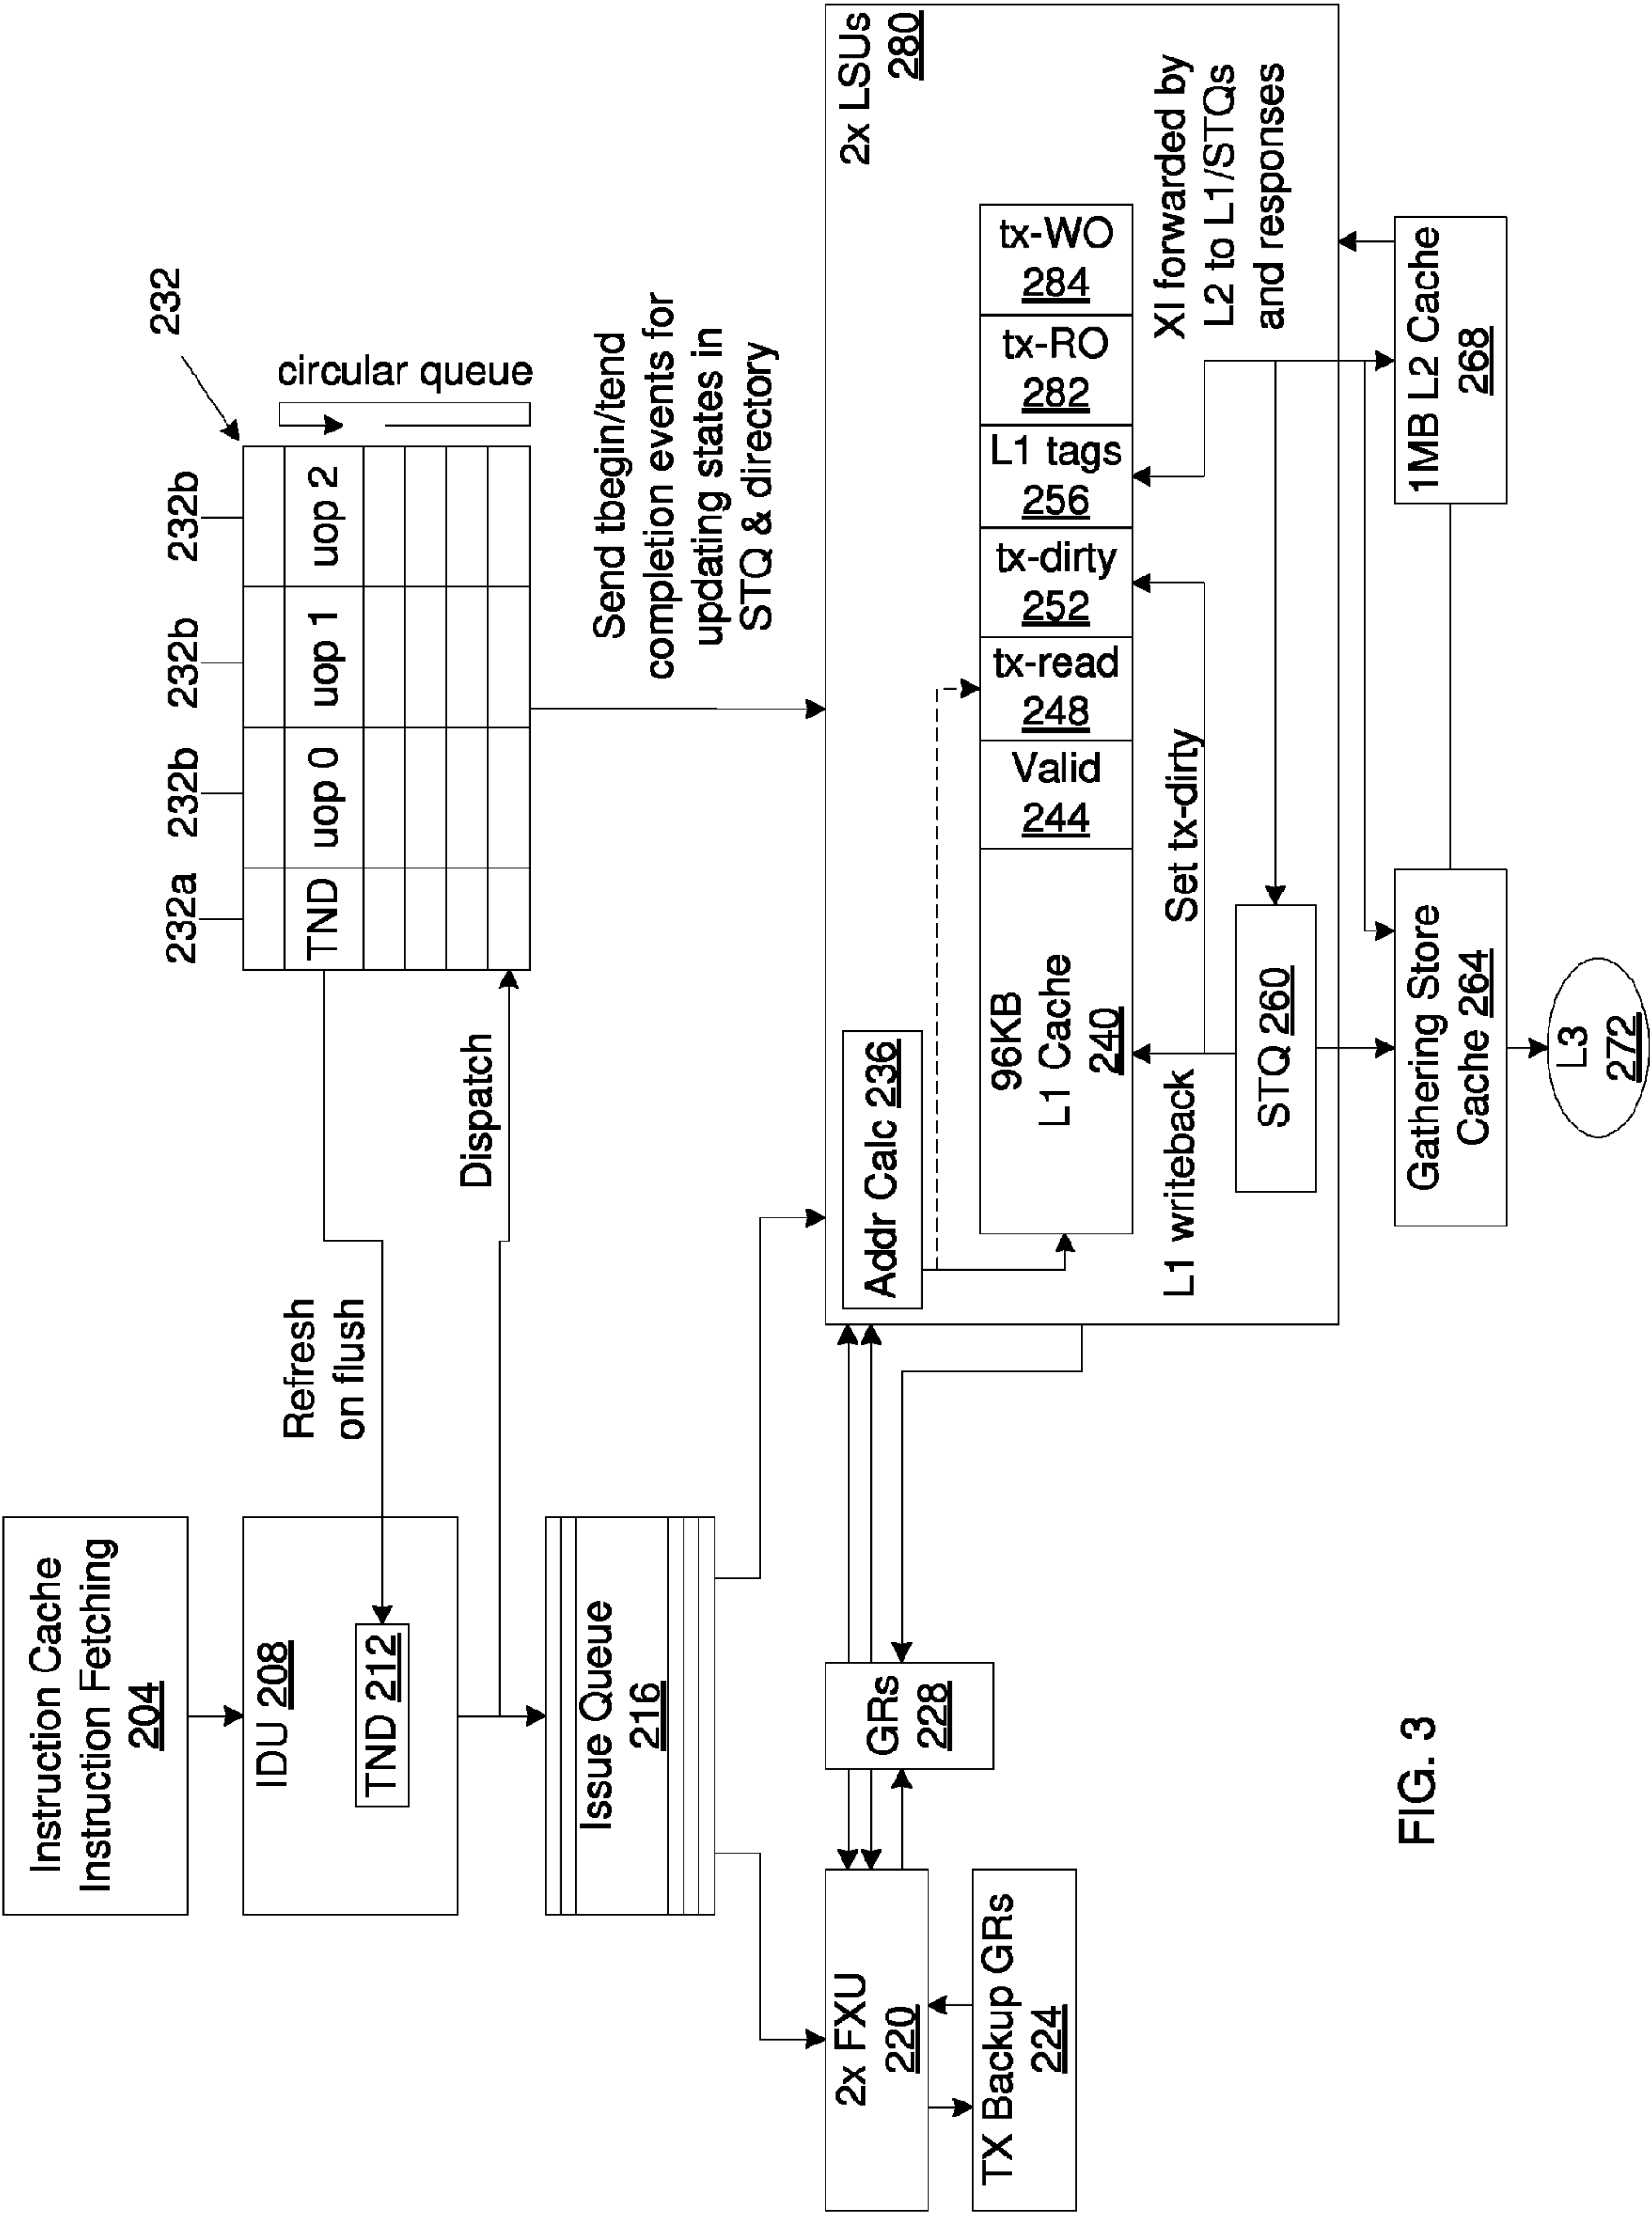 Instruction Cache
Instruction Fetching
204
IDU 208
TND 212
Refresh
on flush
Dispatch
232
232a
232b
232b
232b
TND
uop 0
uop 1
uop 2
circular queue
Issue Queue
216
Send tbegin/tend
completion events for
updating states in
STQ & directory
2x FXU
220
TX Backup GRs
224
GRs
228
2x LSUs
280
Addr Calc 236
96KB
L1 Cache
240
Valid
244
tx-read
248
tx-dirty
252
L1 tags
256
tx-RO
282
tx-WO
284
L1 writeback
Set tx-dirty
XI forwarded by
L2 to L1/STQs
and responses
STQ 260
Gathering Store
Cache 264
1MB L2 Cache
268
L3
272
FIG. 3